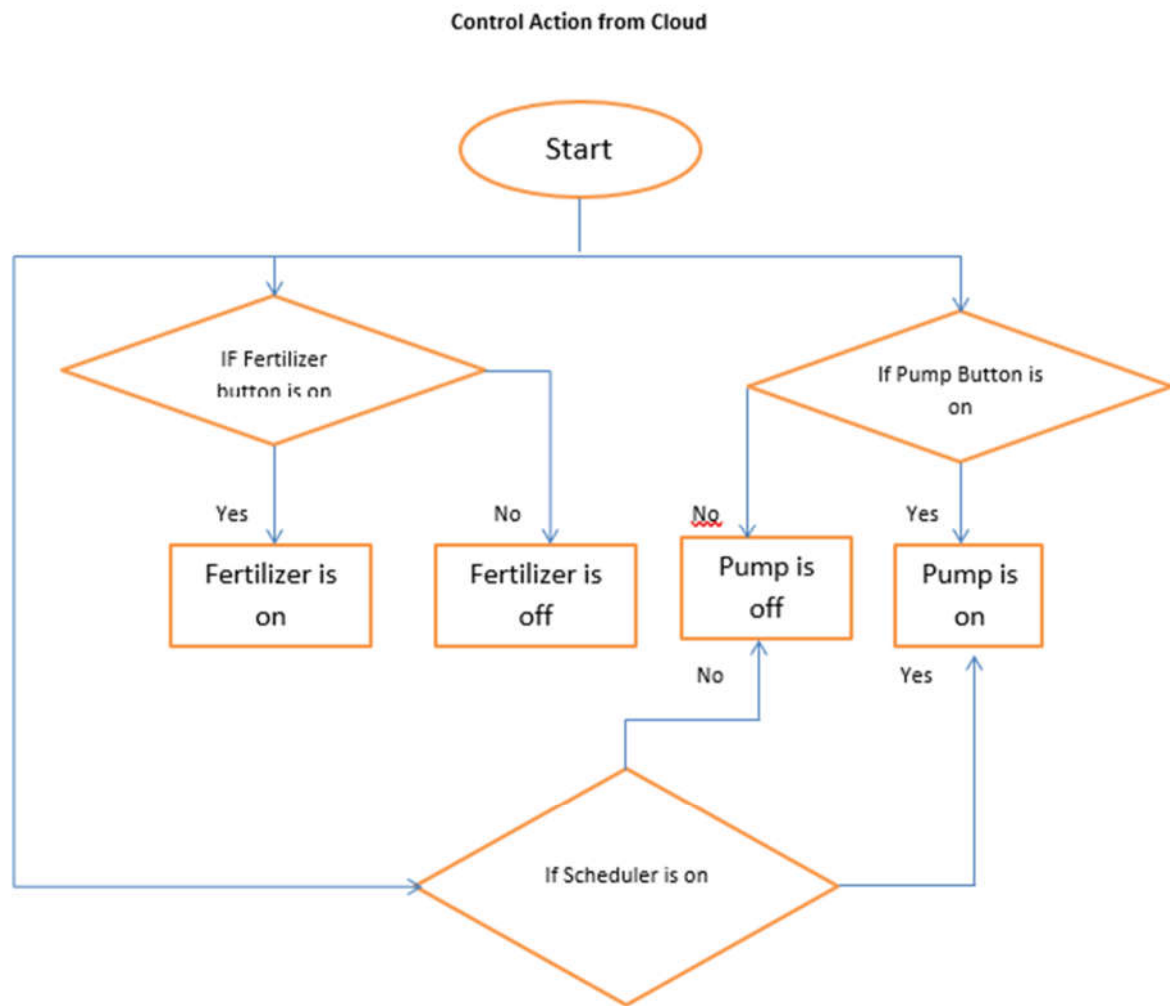 Control Action from Cloud
Start
IF Fertilizer
button is on
If Pump Button is
on
Yes
No
No
Yes
Fertilizer is
on
Fertilizer is
off
Pump is
off
Pump is
on
No
Yes
If Scheduler is on